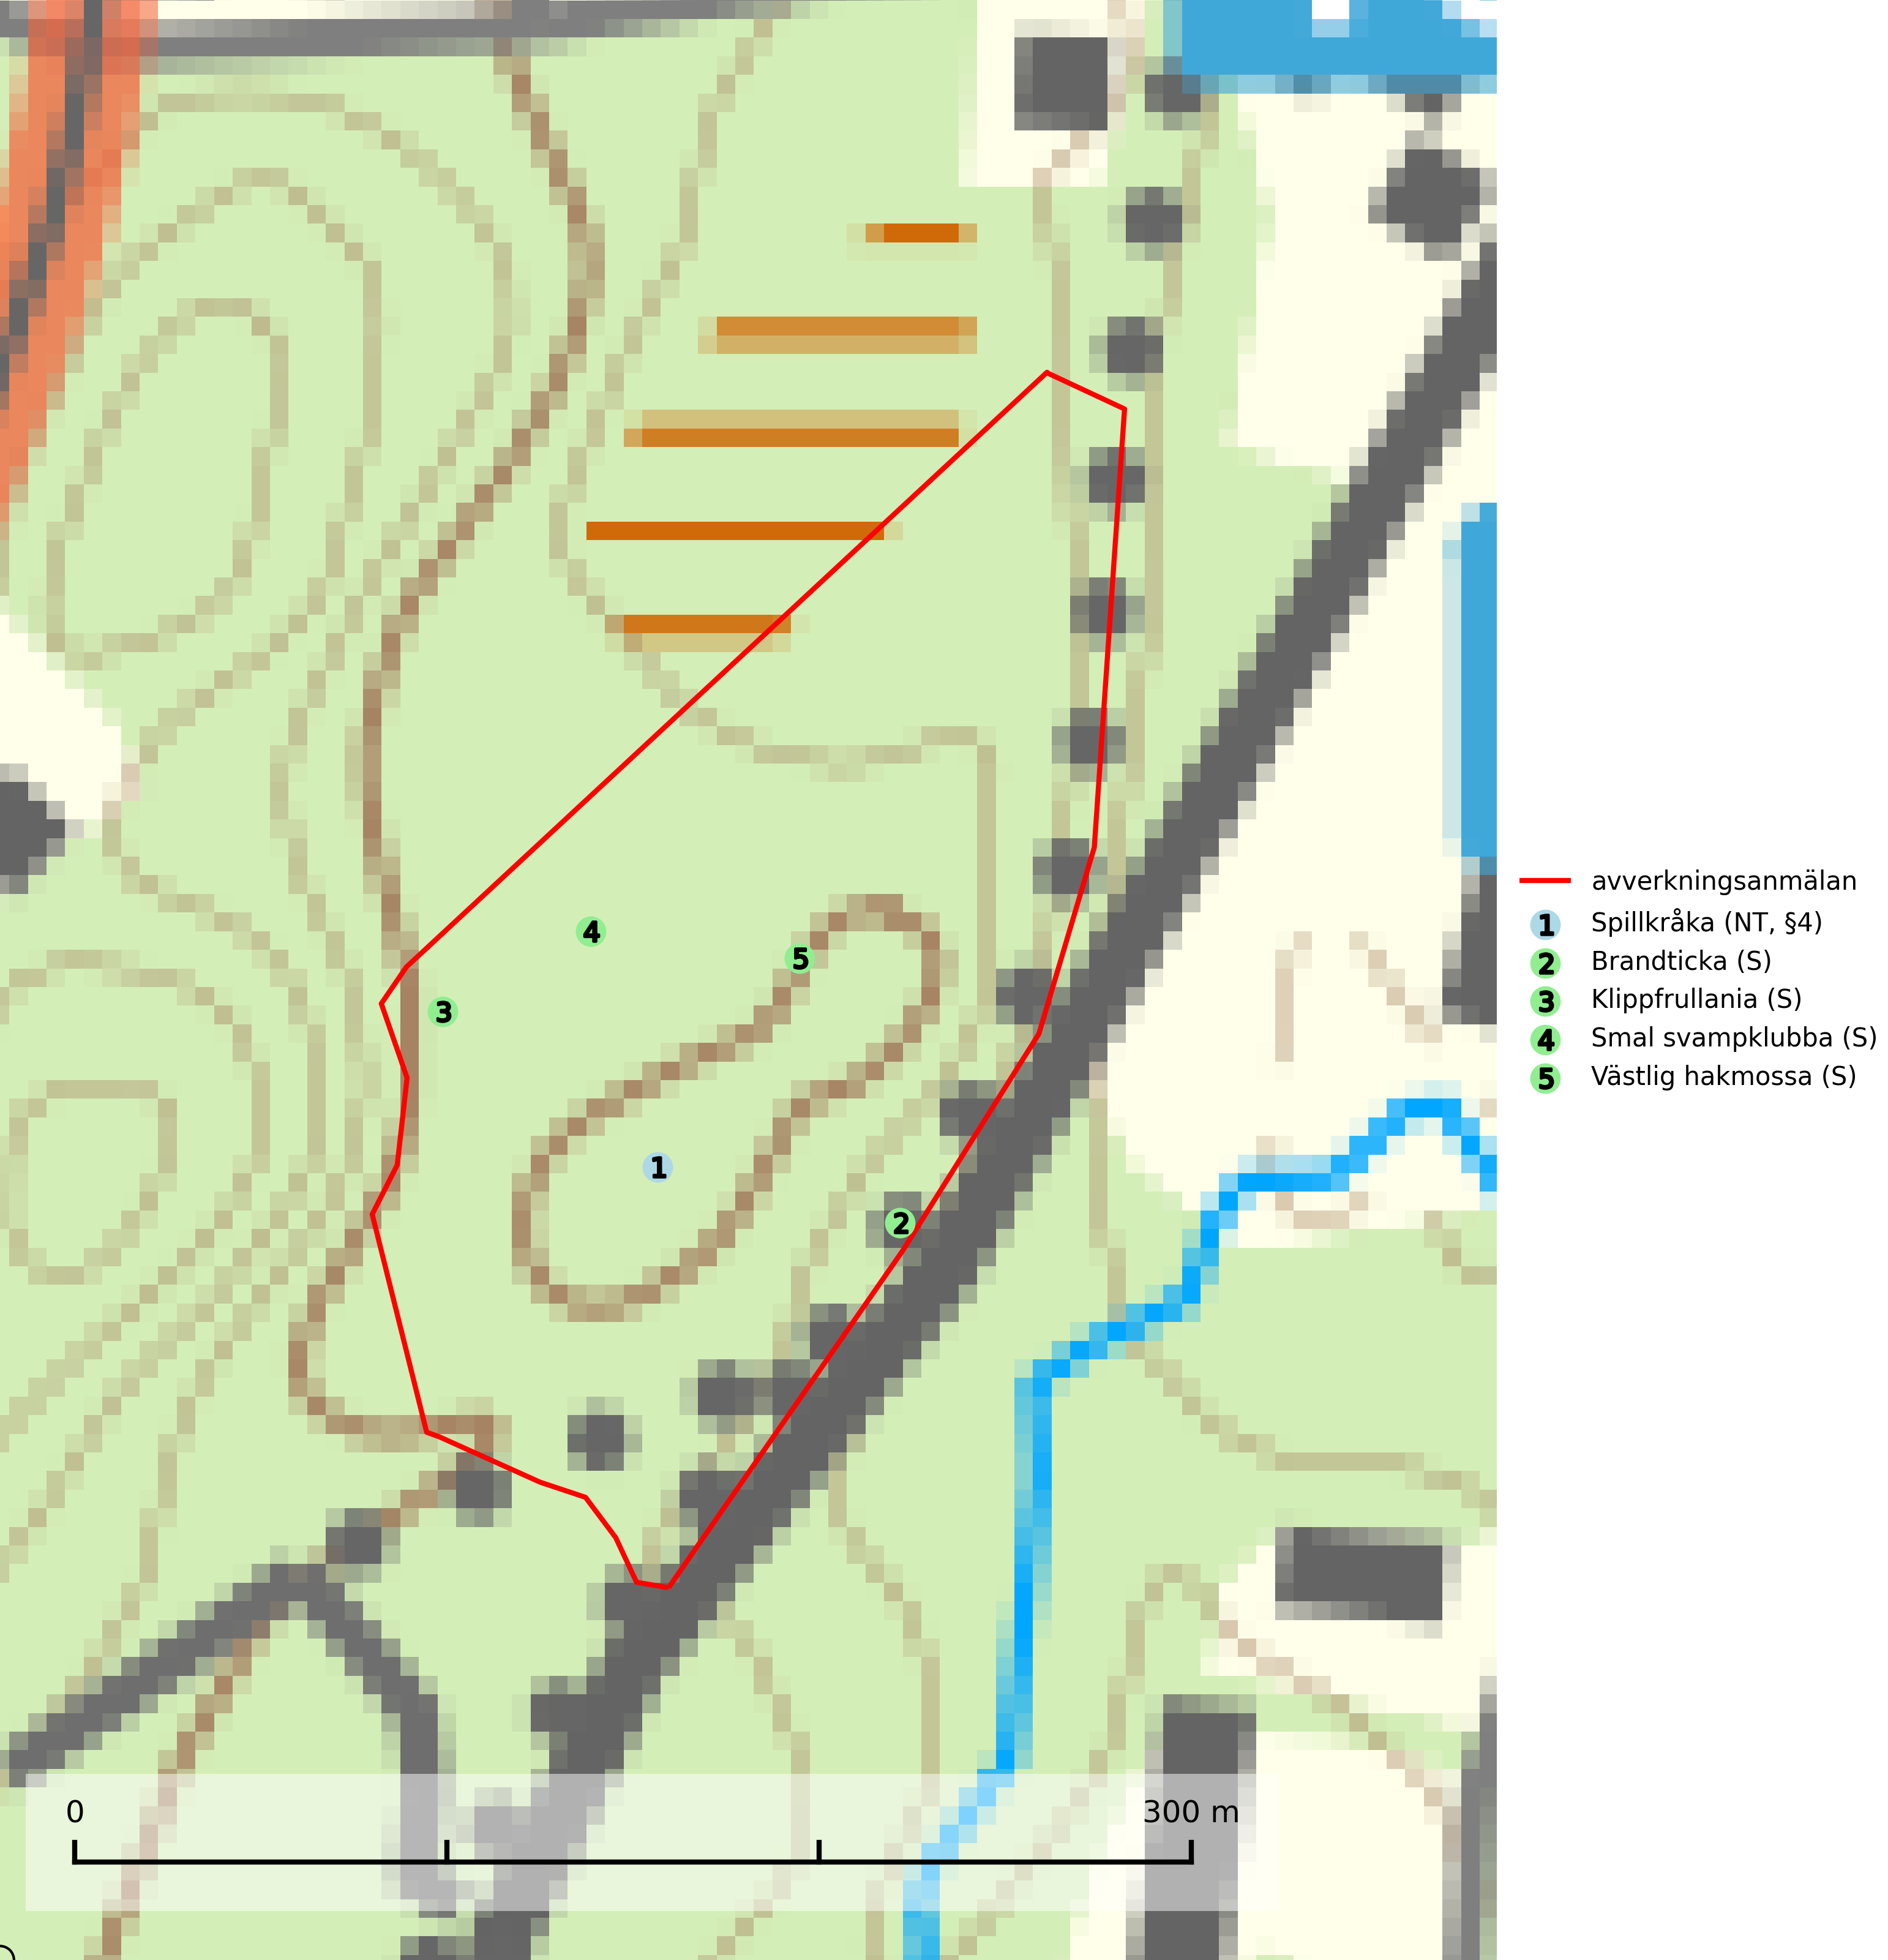 4
5
3
1
2
avverkningsanmälan
1 Spillkråka (NT, §4)
2 Brandticka (S)
3 Klippfrullania (S)
4 Smal svampklubba (S)
5 Västlig hakmossa (S)
0 300 m